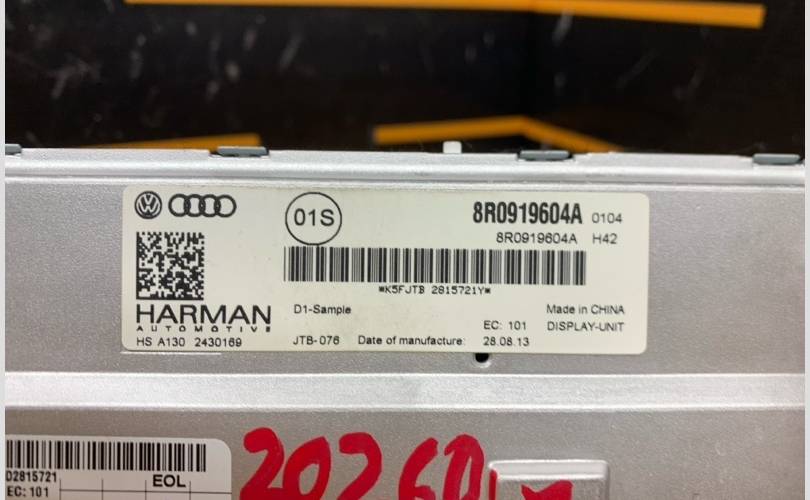 01S
8R0919604A 0104
8R0919604A H42
*K5FJTB 2815721Y*
HARMAN
AUTOMOTIVE
HS A130 2430169
D1-Sample
Made in CHINA
EC: 101 DISPLAY-UNIT
JTB-076 Date of manufacture: 28.08.13
D2815721
EOL
EC: 101